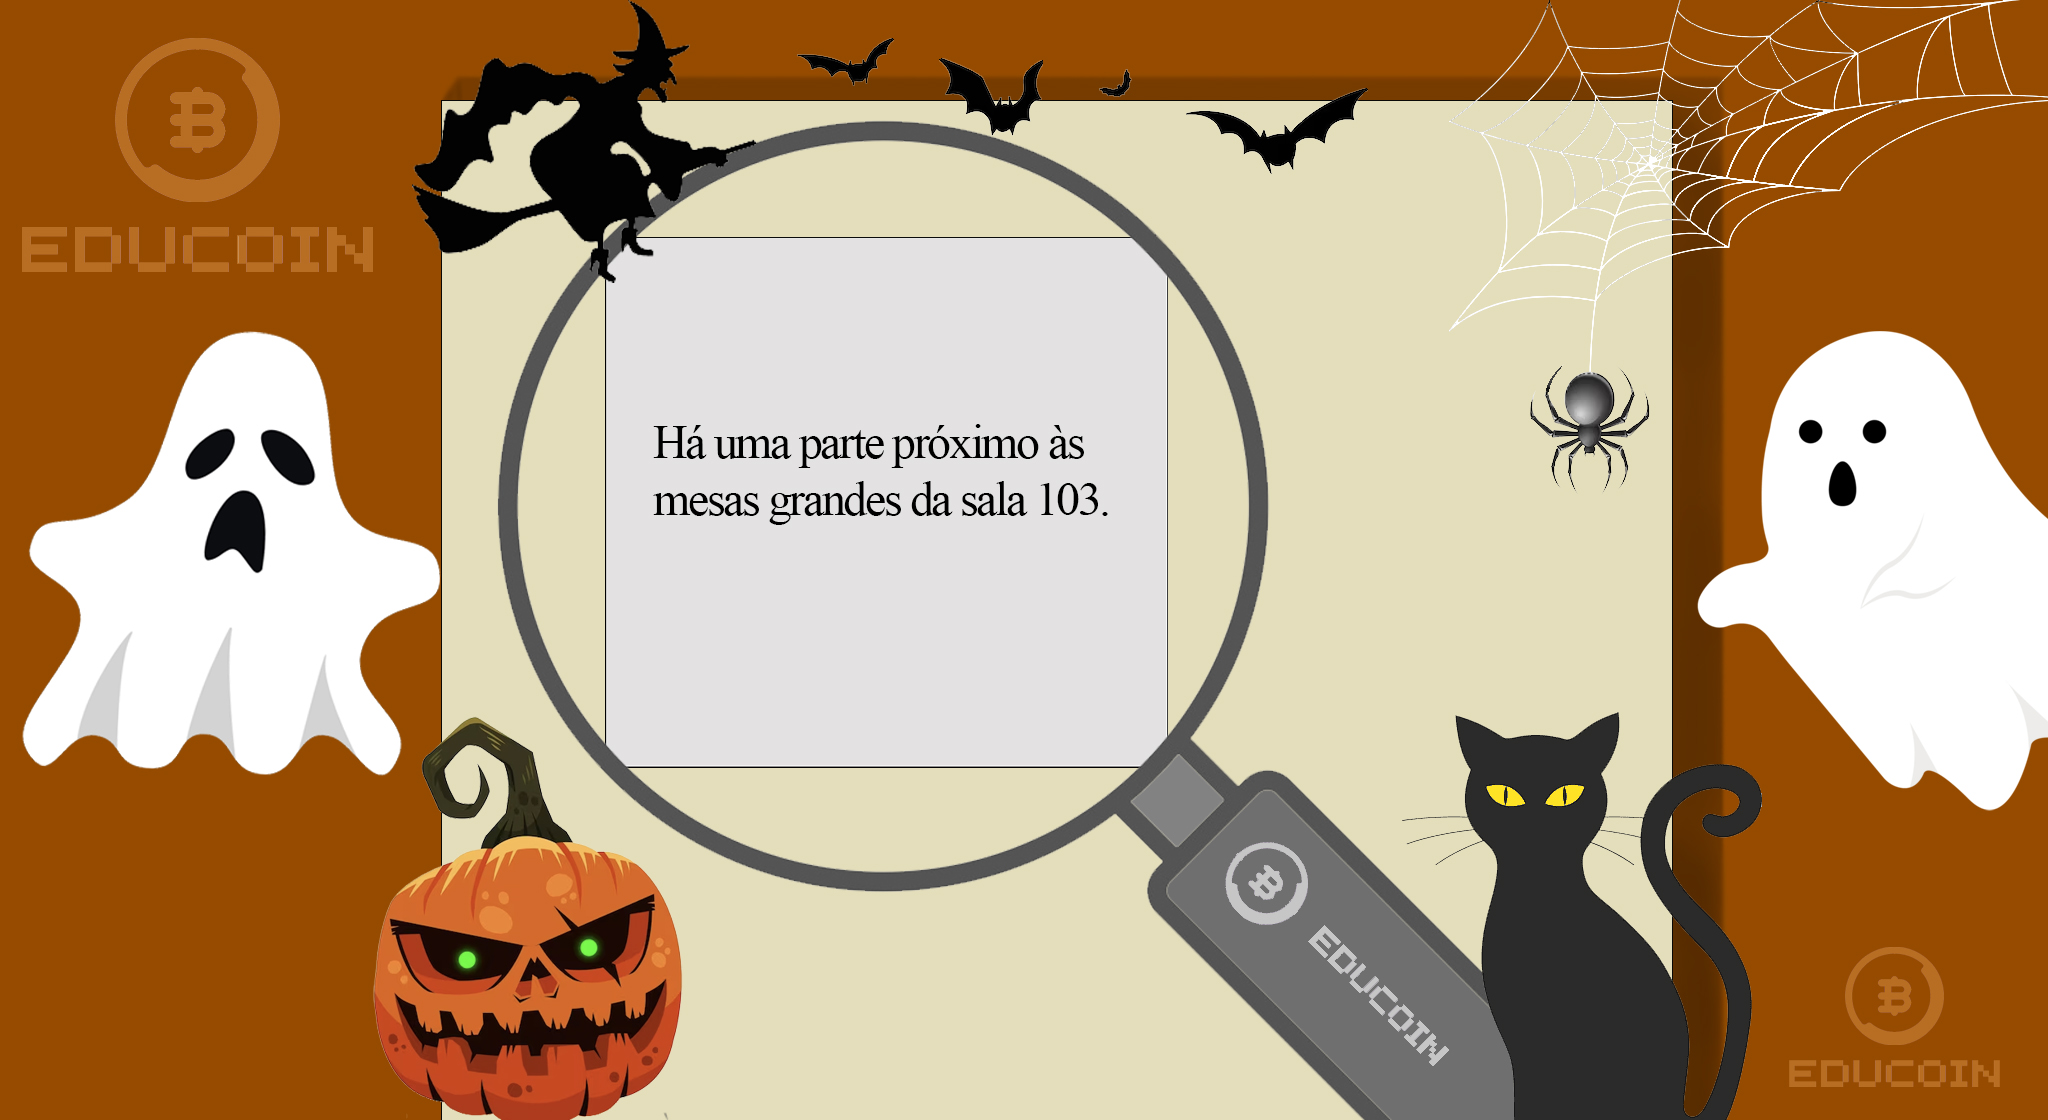 EDUCOIN
Há uma parte próximo às
mesas grandes da sala 103.
EDUCOIN
EDUCOIN